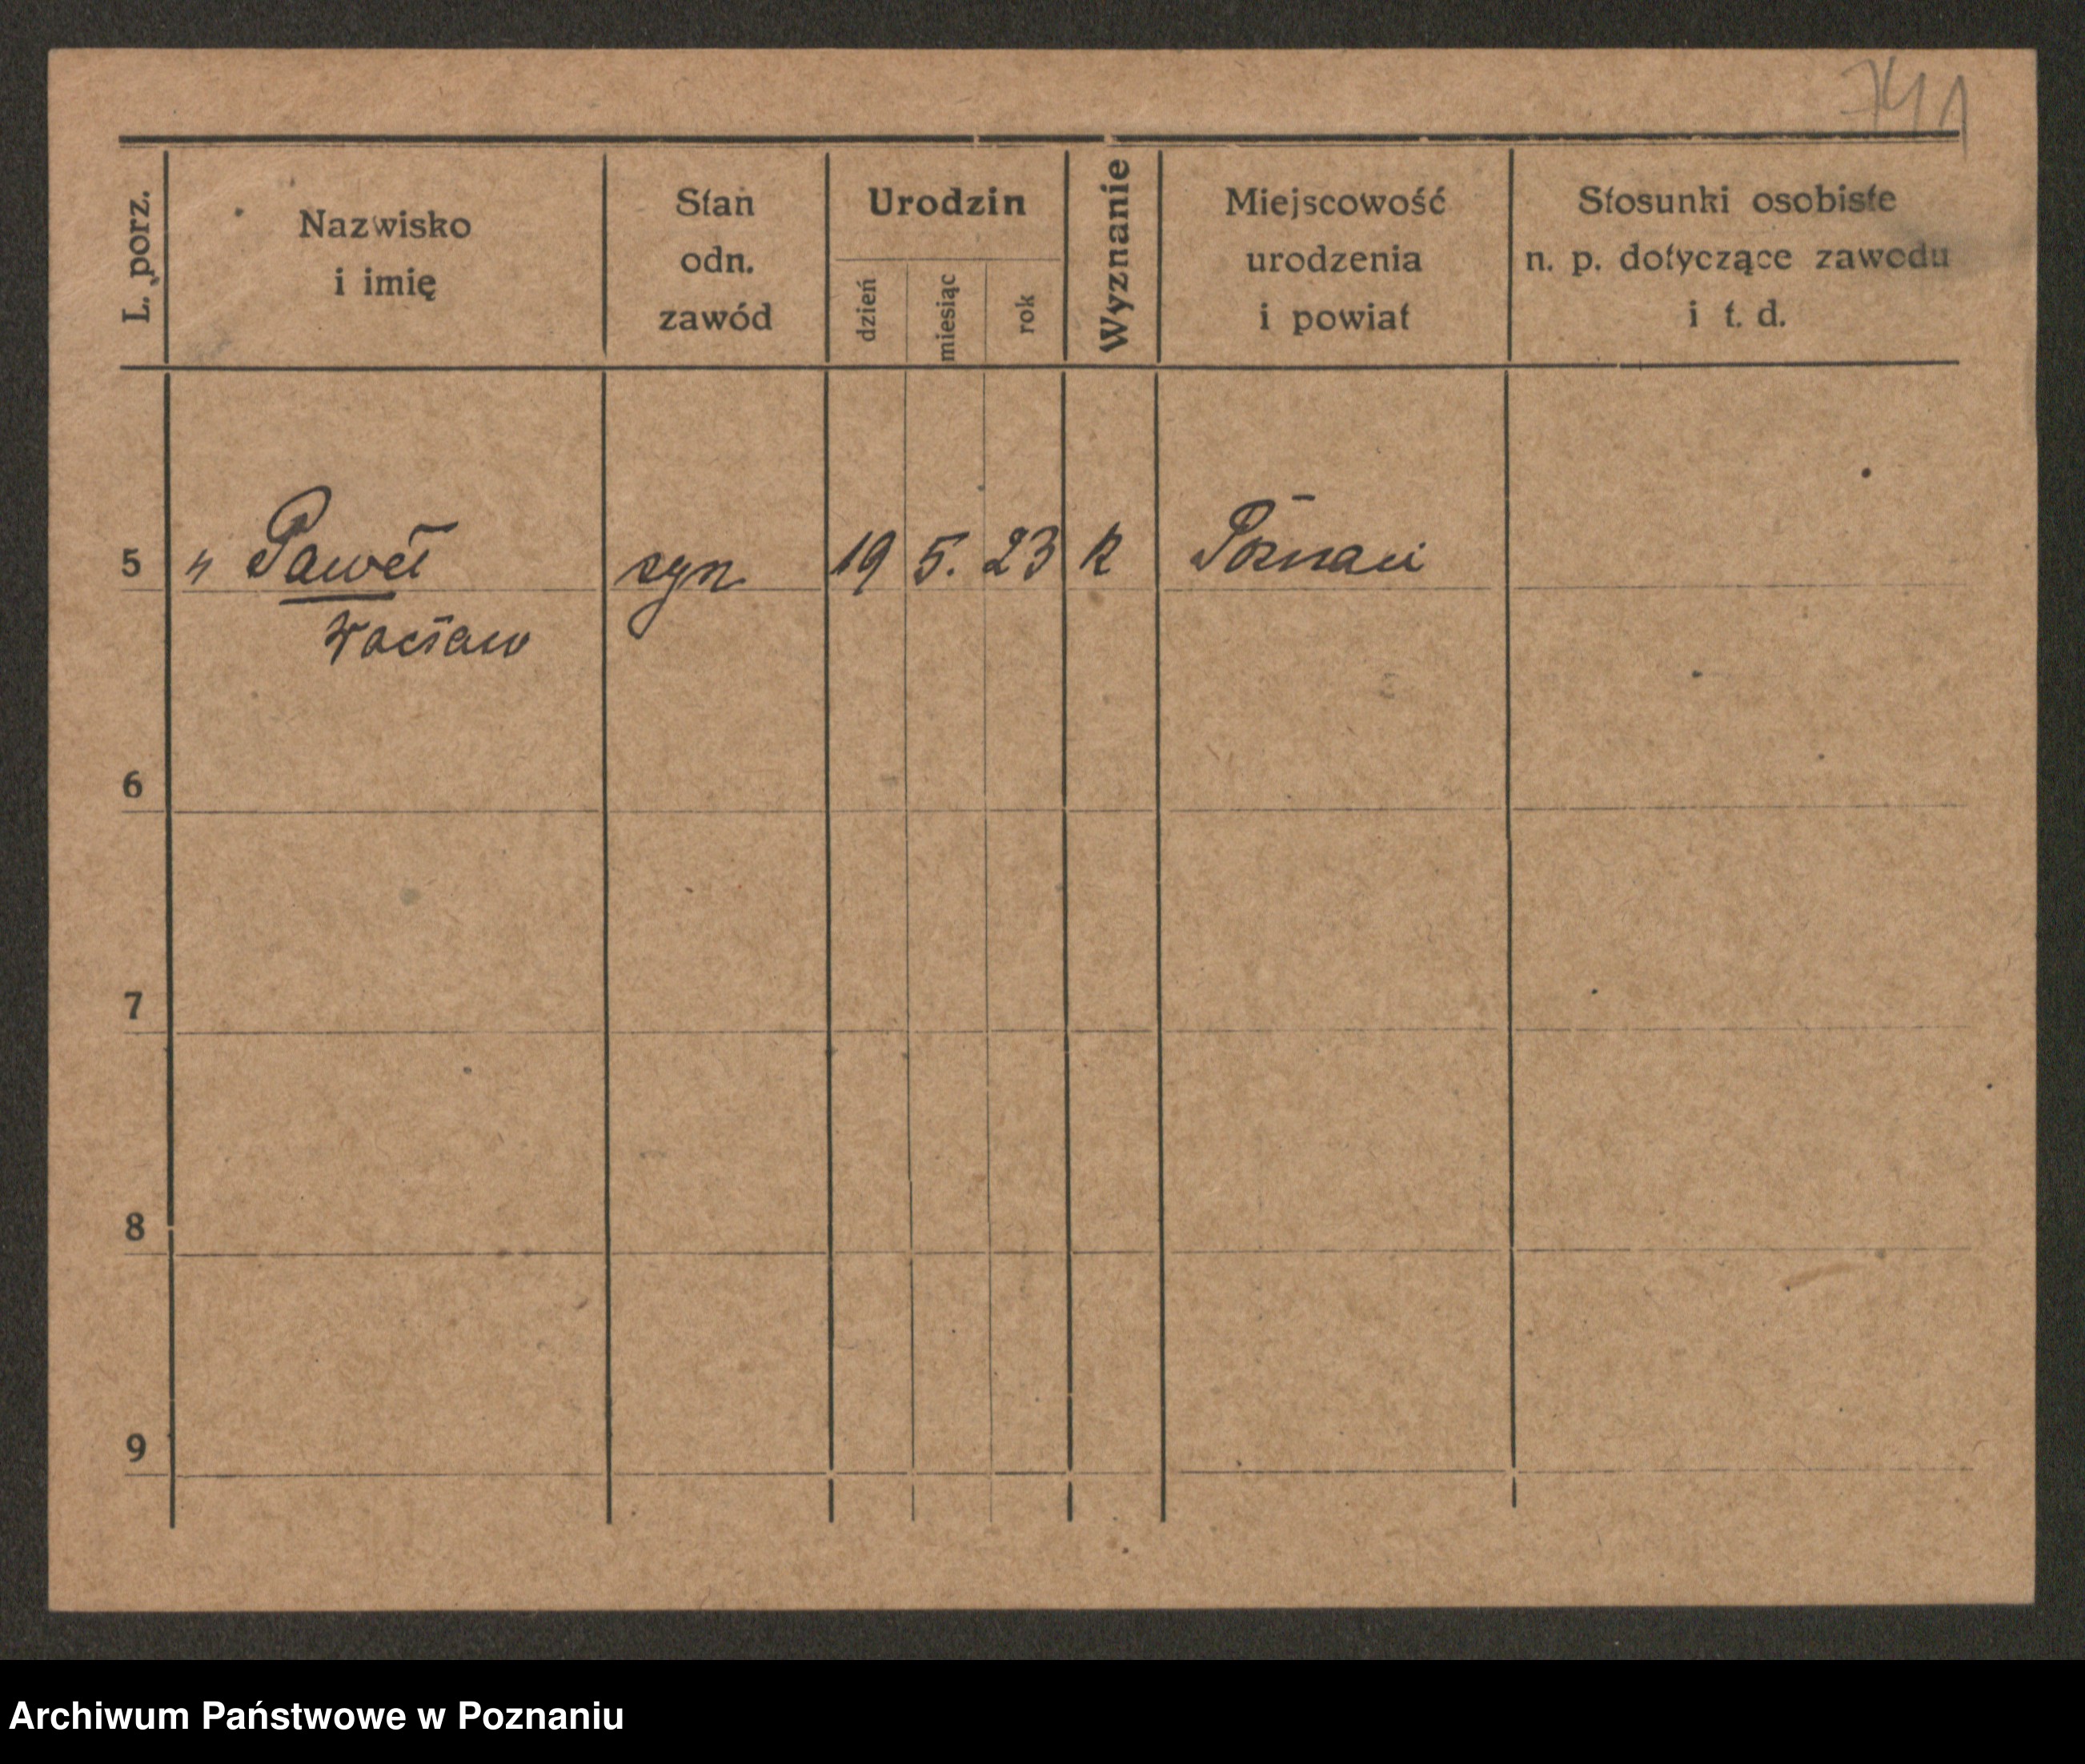 741
L. porz.
Nazwisko
i imię
Stan
odn.
zawód
Urodzin
dzień
miesiąc
rok
Wyznanie
Miejscowość
urodzenia
i powiat
Stosunki osobiste
n. p. dotyczące zawodu
i t. d.
5 " Paweł syn 19 5. 23 k Poznań
Wacław
6
7
8
9
Archiwum Państwowe w Poznaniu